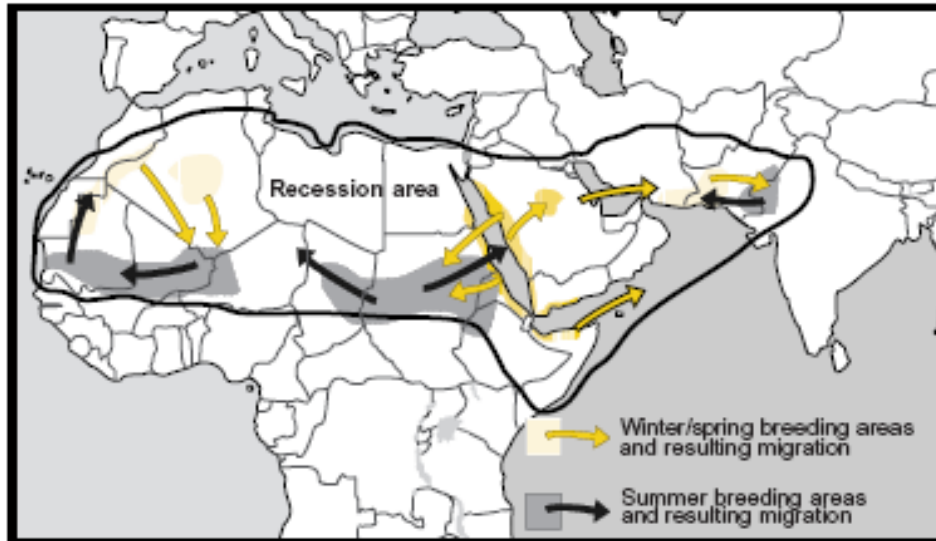 Recession area
Winter/spring breeding areas
and resulting migration
Summer breeding areas
and resulting migration